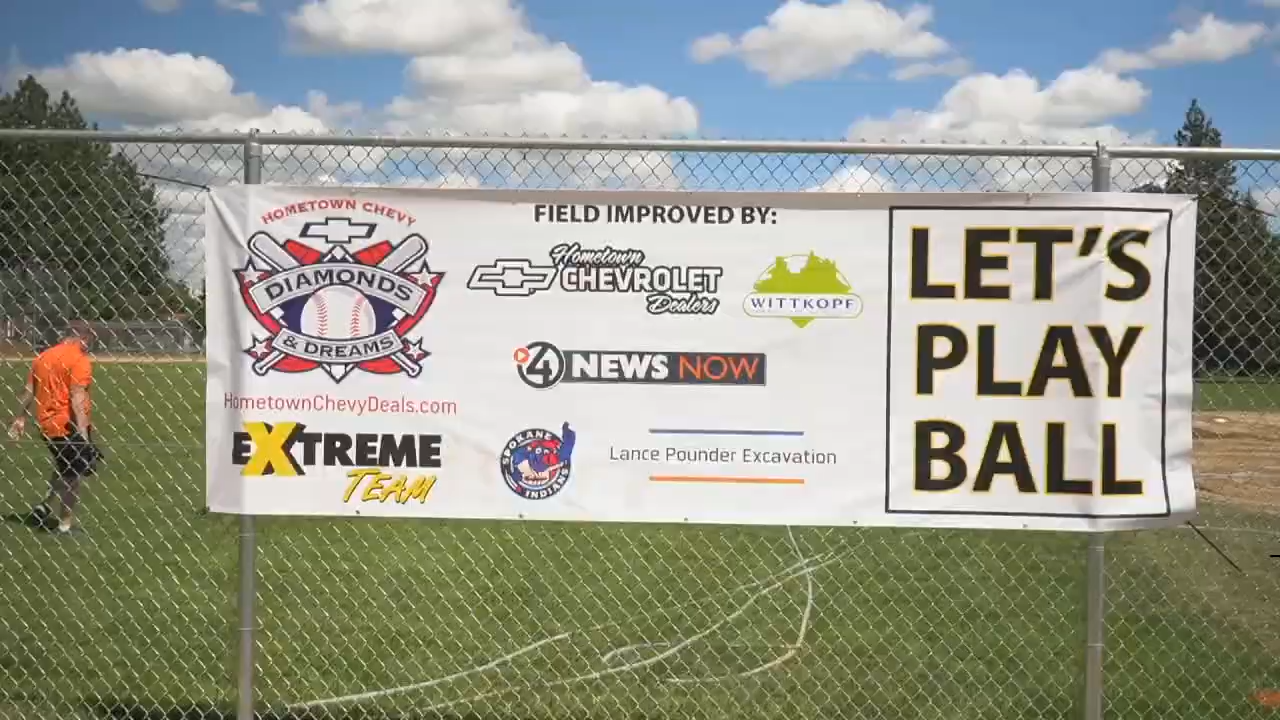 HOMETOWN CHEVY
DIAMONDS
& DREAMS
HometownChevyDeals.com
EXTREME
TEAM
FIELD IMPROVED BY:
Hometown
CHEVROLET
Dealers
WITTKOPF
4 NEWS NOW
SPOKANE
INDIANS
Lance Pounder Excavation
LET'S
PLAY
BALL